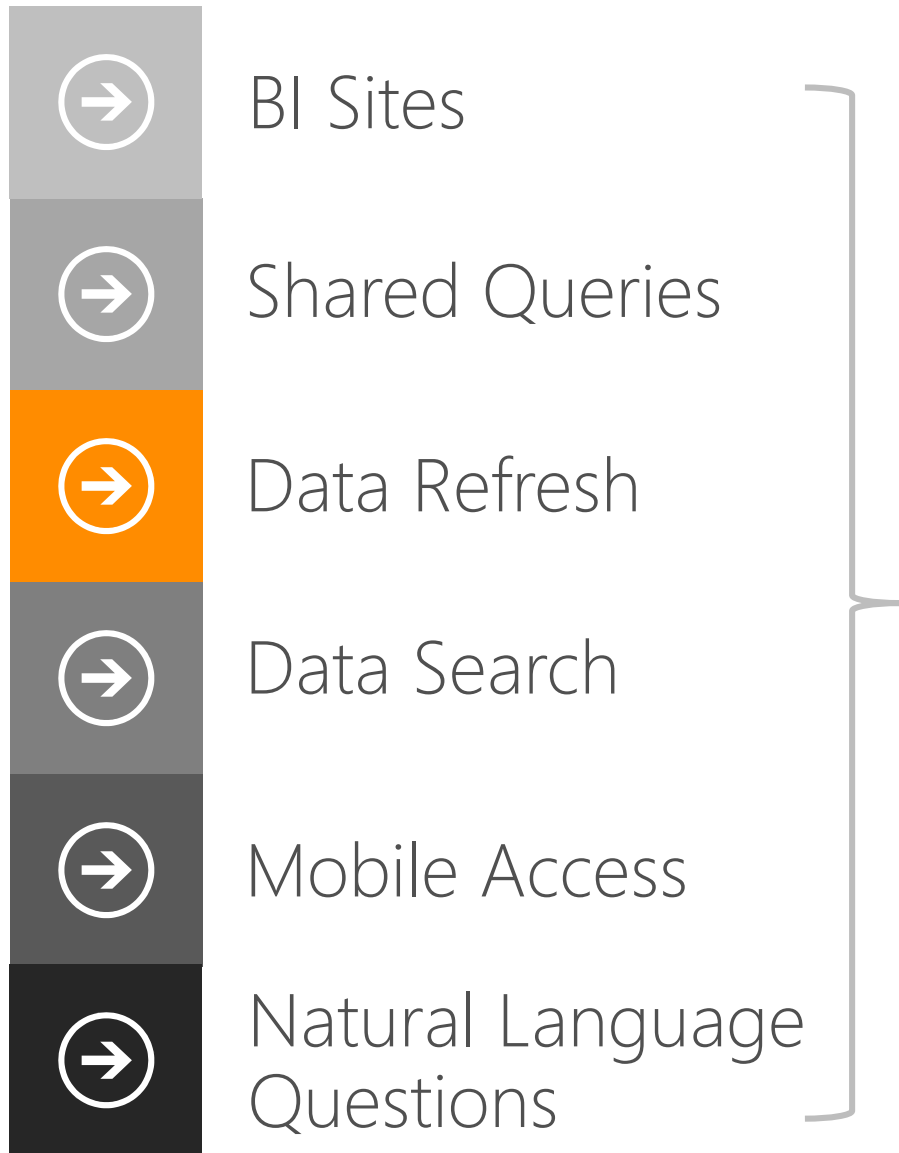 BI Sites
Shared Queries
Data Refresh
Data Search
Mobile Access
Natural Language
Questions